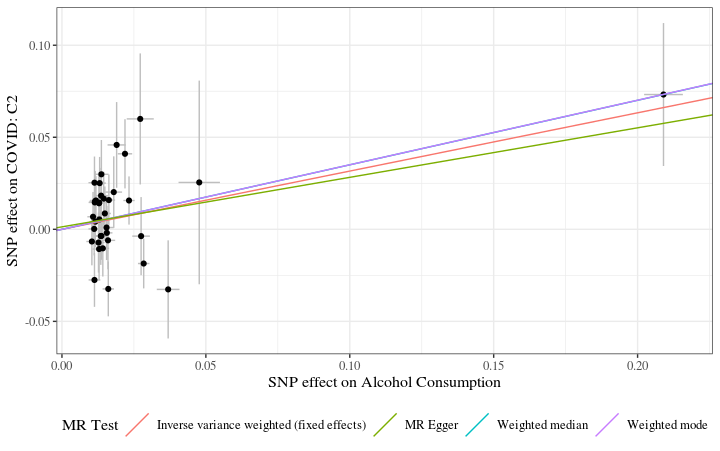 0.10
0.05
0.00
-0.05
SNP effect on COVID: C2
0.00
0.05
0.10
0.15
0.20
SNP effect on Alcohol Consumption
MR Test
Inverse variance weighted (fixed effects)
MR Egger
Weighted median
Weighted mode